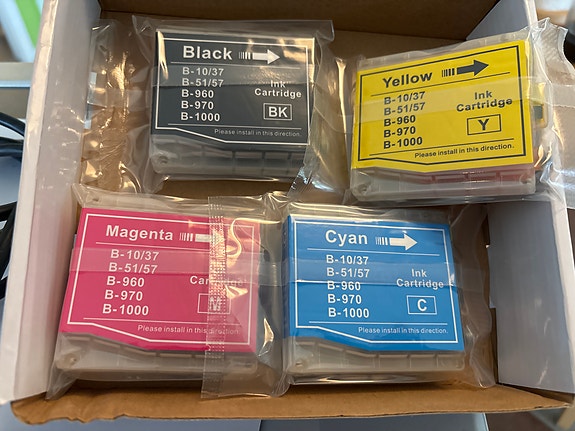 Black
B-10/37
B-51/57
B-960
B-970
B-1000
Ink
Cartridge
BK
Please install in this direction.
Yellow
B-10/37
B-51/57
B-960
B-970
B-1000
Ink
Cartridge
Y
Please install in this direction.
Magenta
B-10/37
B-51/57
B-960
B-970
B-1000
Cartridge
M
Please install in this direction.
Cyan
B-10/37
B-51/57
B-960
B-970
B-1000
Ink
Cartridge
C
Please install in this direction.